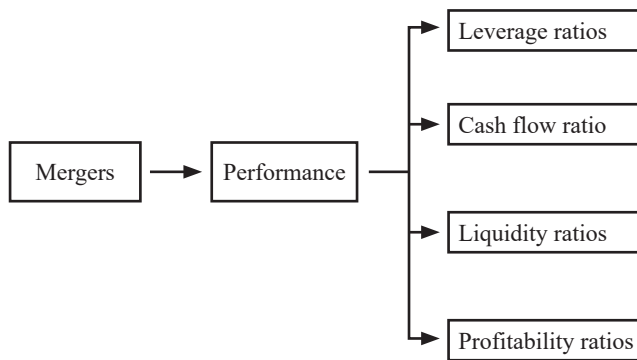 Leverage ratios
Cash flow ratio
Mergers
Performance
Liquidity ratios
Profitability ratios